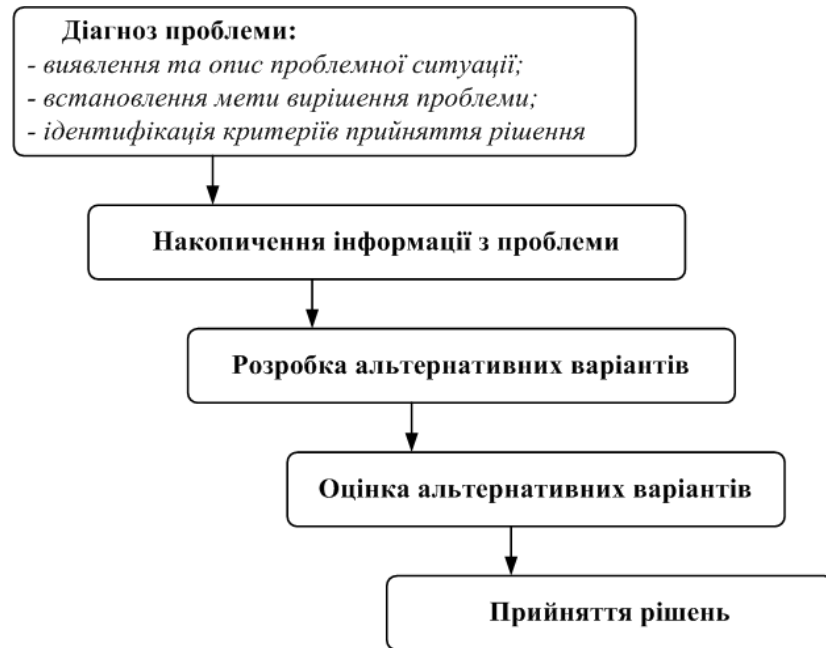 Діагноз проблеми:
- виявлення та опис проблемної ситуації;
- встановлення мети вирішення проблеми;
- ідентифікація критеріїв прийняття рішення
Накопичення інформації з проблеми
Розробка альтернативних варіантів
Оцінка альтернативних варіантів
Прийняття рішень